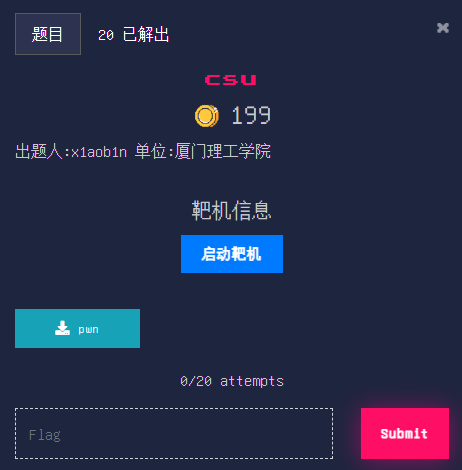 题目 20 已解出
csu
199
出题人:x1aob1n 单位:厦门理工学院
靶机信息
启动靶机
pwn
0/20 attempts
Flag Submit